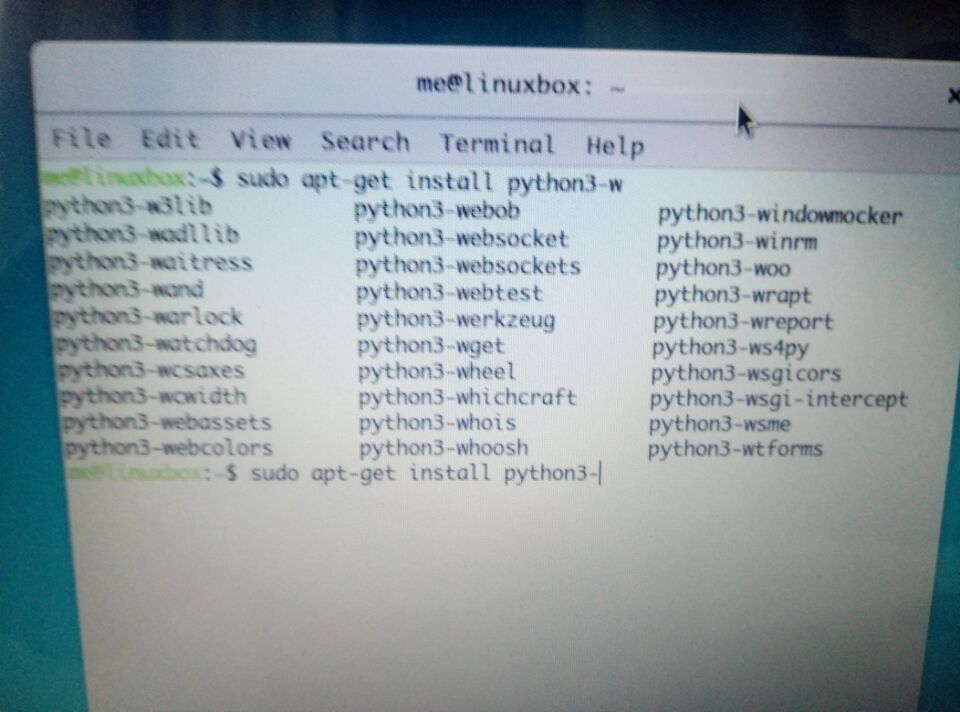 me@linuxbox: ~
x
File Edit View Search Terminal Help
me@linuxbox:~$ sudo apt-get install python3-w
python3-w3lib python3-webob python3-windowmocker
python3-wadllib python3-websocket python3-winrm
python3-waitress python3-websockets python3-woo
python3-wand python3-webtest python3-wrapt
python3-warlock python3-werkzeug python3-wreport
python3-watchdog python3-wget python3-ws4py
python3-wcsaxes python3-wheel python3-wsgicors
python3-wcwidth python3-whichcraft python3-wsgi-intercept
python3-webassets python3-whois python3-wsme
python3-webcolors python3-whoosh python3-wtforms
me@linuxbox:~$ sudo apt-get install python3-